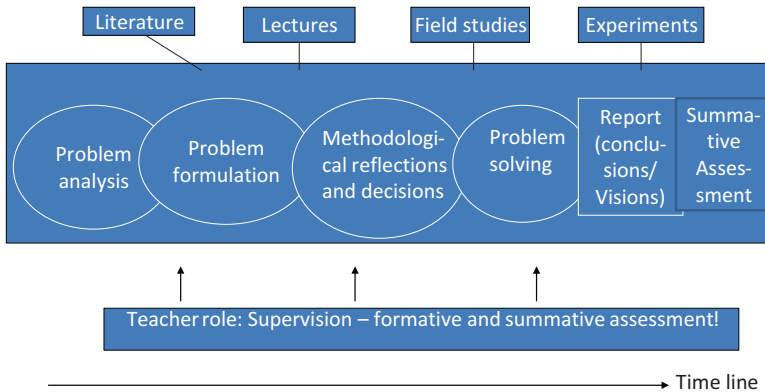 Literature
Lectures
Field studies
Experiments
Problem
analysis
Problem
formulation
Methodologi-
cal reflections
and decisions
Problem
solving
Report
(conclu-
sions/
Visions)
Summa-
tive
Asses-
sment
Teacher role: Supervision – formative and summative assessment!
Time line